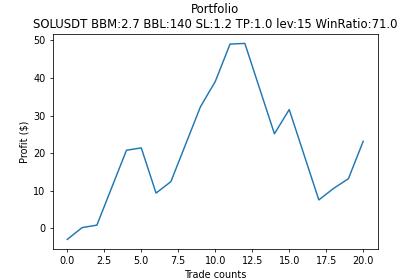 Portfolio
SOLUSDT BBM:2.7 BBL:140 SL:1.2 TP:1.0 lev:15 WinRatio:71.0
50
40
30
20
10
0
Profit ($)
0.0 2.5 5.0 7.5 10.0 12.5 15.0 17.5 20.0
Trade counts